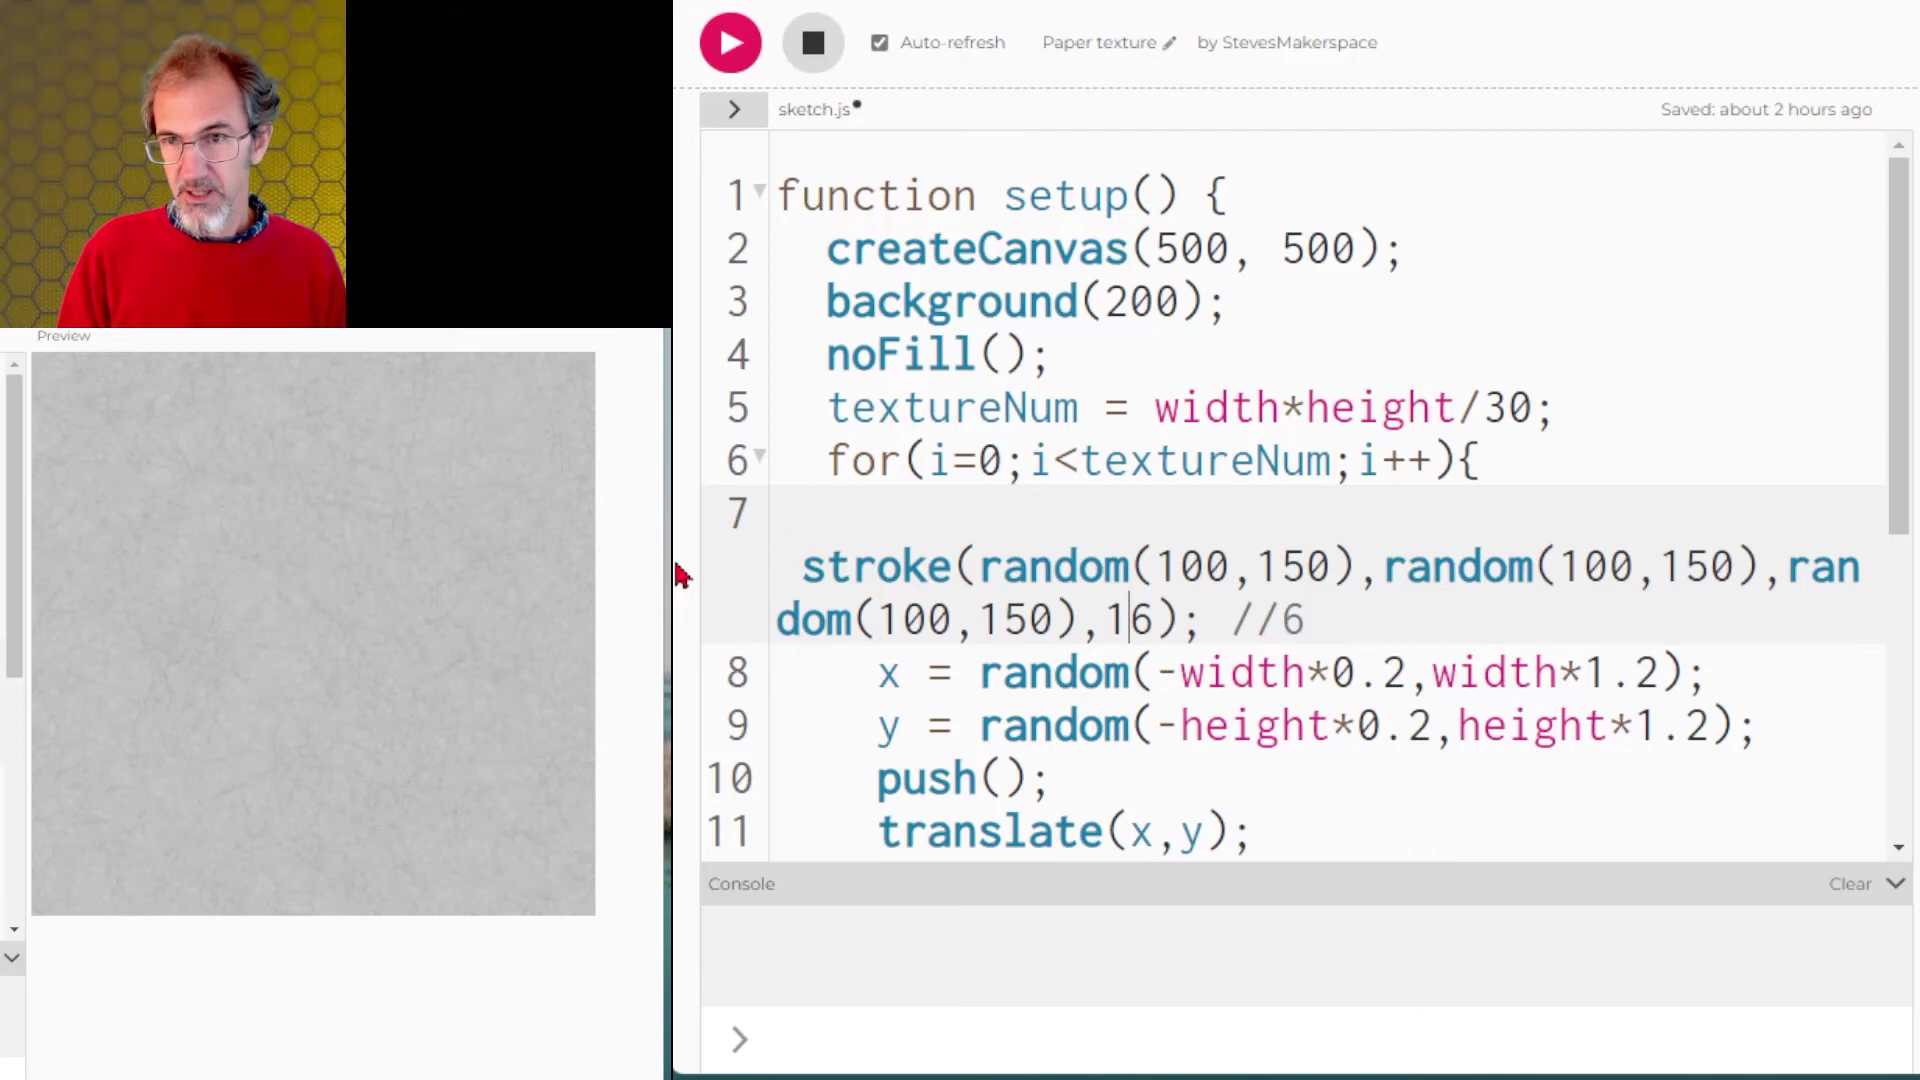 Auto-refresh
Paper texture
by StevesMakerspace
sketch.js
Saved: about 2 hours ago
Preview
1 function setup() {
2 createCanvas(500, 500);
3 background(200);
4 noFill();
5 textureNum = width*height/30;
6 for(i=0;i<textureNum;i++){
7
stroke(random(100,150),random(100,150),ran
dom(100,150),16); //6
8 x = random(-width*0.2,width*1.2);
9 y = random(-height*0.2,height*1.2);
10 push();
11 translate(x,y);
Console
Clear